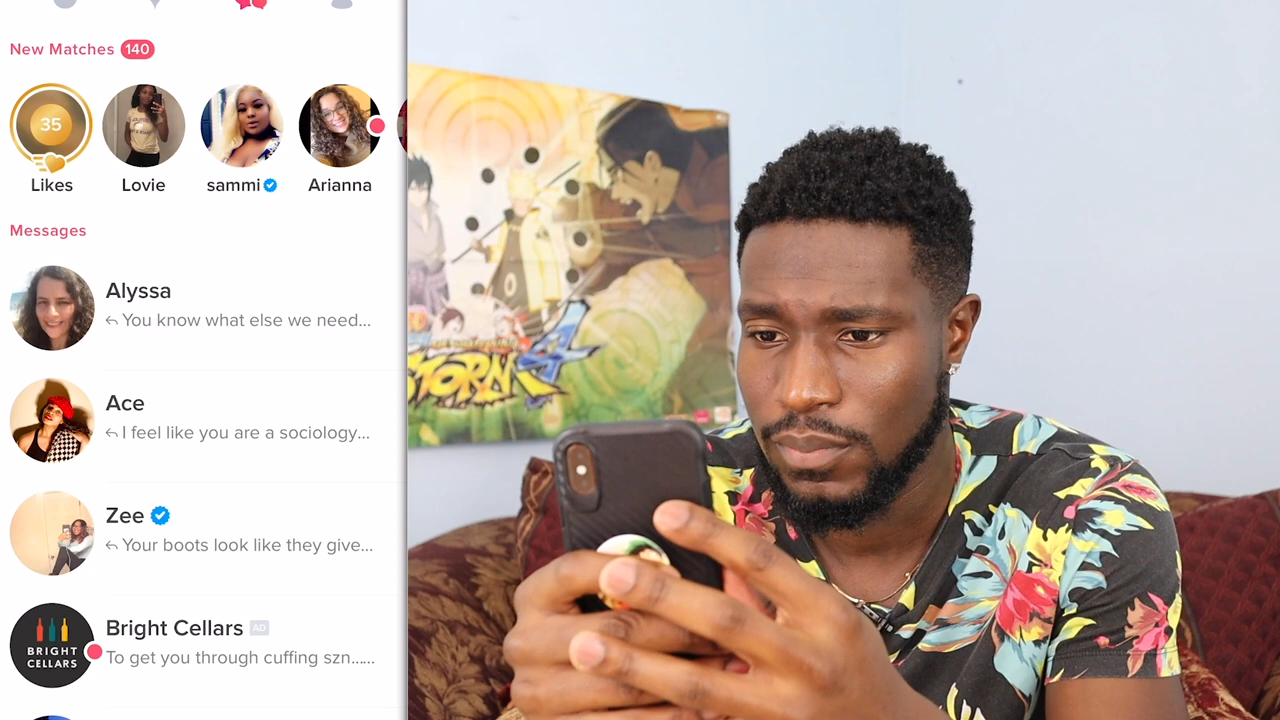 New Matches 140
35
Likes
Lovie
sammi
Arianna
Messages
Alyssa
You know what else we need...
Ace
I feel like you are a sociology...
Zee
Your boots look like they give...
BRIGHT
CELLARS
Bright Cellars AD
To get you through cuffing szn......
STORM 4